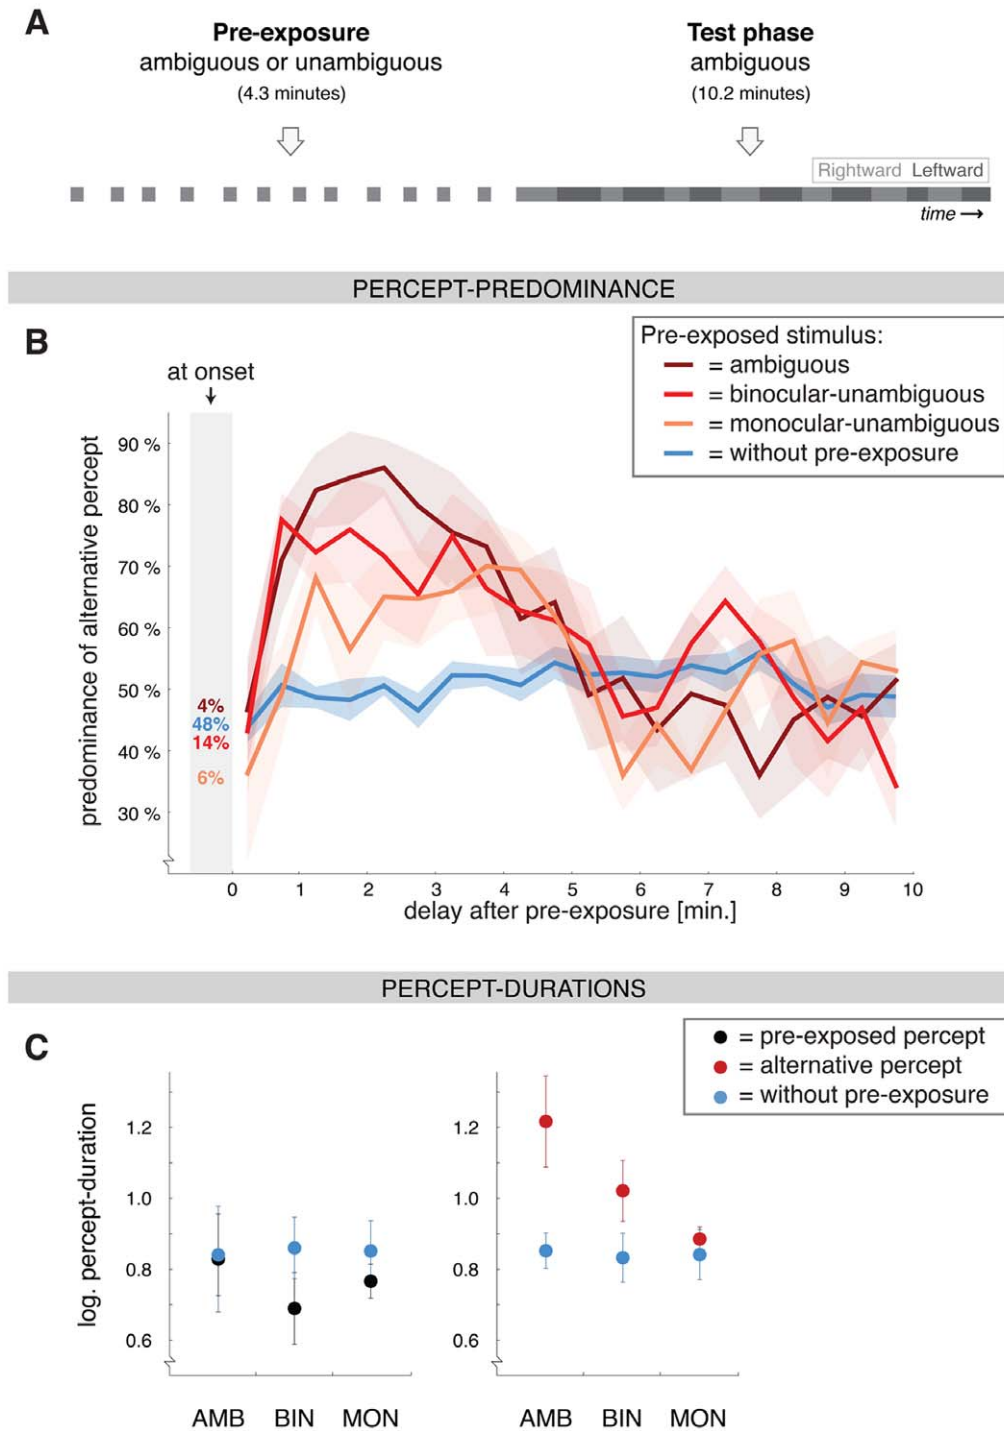 A
Pre-exposure
ambiguous or unambiguous
(4.3 minutes)
Test phase
ambiguous
(10.2 minutes)
Rightward Leftward
time →
PERCEPT-PREDOMINANCE
B
Pre-exposed stimulus:
= ambiguous
= binocular-unambiguous
= monocular-unambiguous
= without pre-exposure
at onset
predominance of alternative percept
90 %
80 %
70 %
60 %
50 %
40 %
30 %
4%
48%
14%
6%
0 1 2 3 4 5 6 7 8 9 10
delay after pre-exposure [min.]
PERCEPT-DURATIONS
C
= pre-exposed percept
= alternative percept
= without pre-exposure
log. percept-duration
1.2
1.0
0.8
0.6
AMB BIN MON
1.2
1.0
0.8
0.6
AMB BIN MON